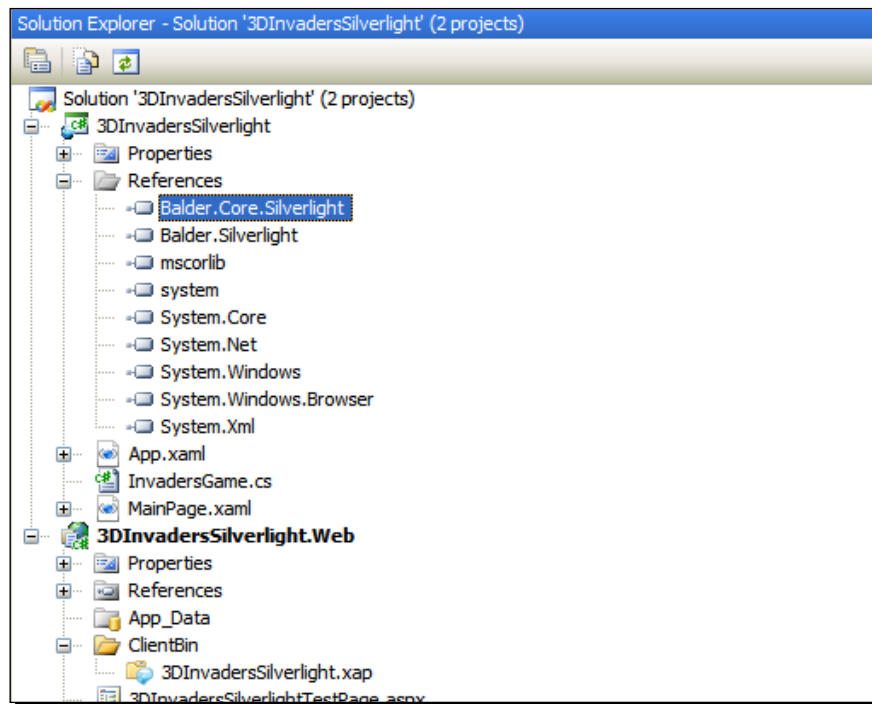 Solution Explorer - Solution '3DInvadersSilverlight' (2 projects)
Solution '3DInvadersSilverlight' (2 projects)
3DInvadersSilverlight
Properties
References
Balder.Core.Silverlight
Balder.Silverlight
mscorlib
system
System.Core
System.Net
System.Windows
System.Windows.Browser
System.Xml
App.xaml
InvadersGame.cs
MainPage.xaml
3DInvadersSilverlight.Web
Properties
References
App_Data
ClientBin
3DInvadersSilverlight.xap
3DInvadersSilverlightTestPage.aspx